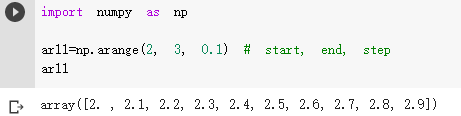 import numpy as np
ar11=np.arange(2, 3, 0.1) # start, end, step
ar11
array([2. , 2.1, 2.2, 2.3, 2.4, 2.5, 2.6, 2.7, 2.8, 2.9])